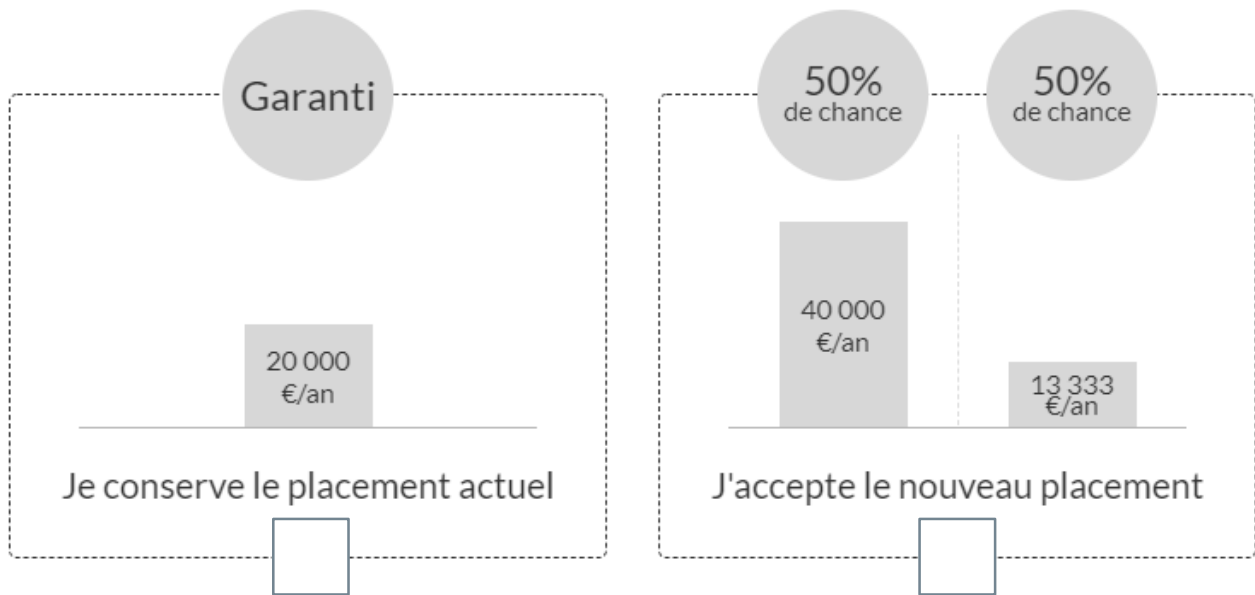 Garanti
20 000
€/an
Je conserve le placement actuel
50%
de chance
50%
de chance
40 000
€/an
13 333
€/an
J'accepte le nouveau placement